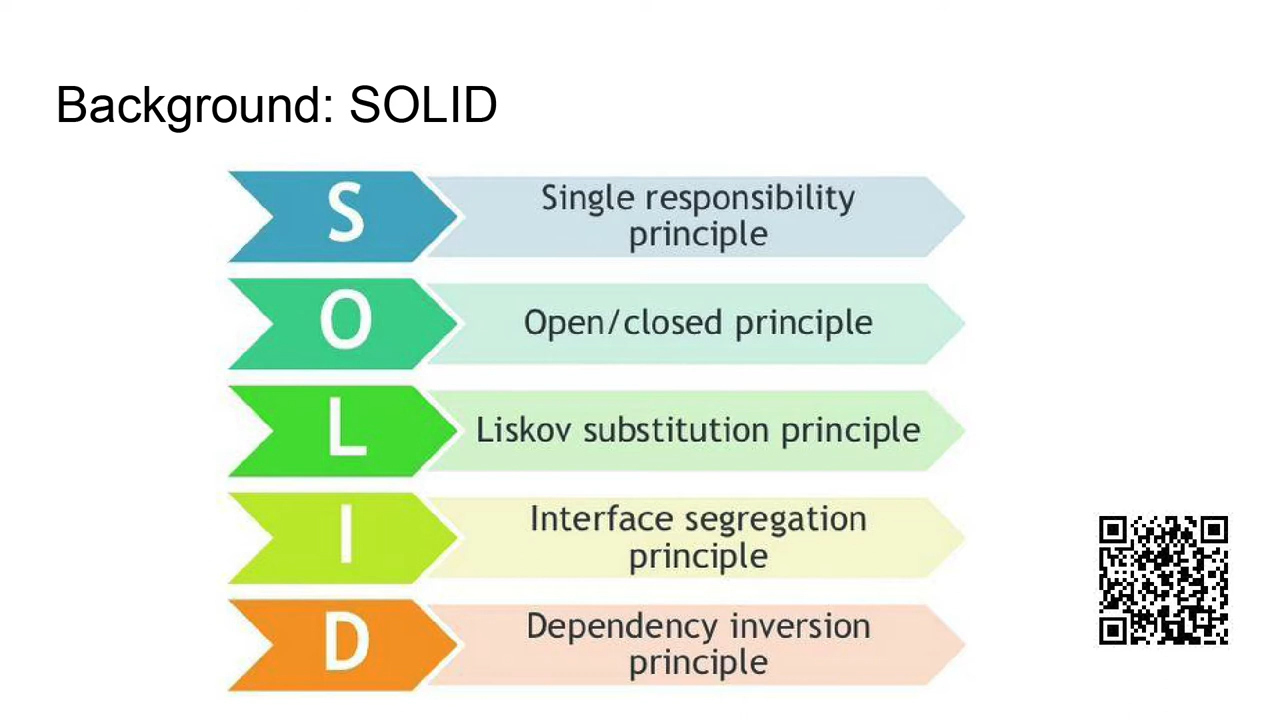 Background: SOLID
S
Single responsibility
principle
O
Open/closed principle
L
Liskov substitution principle
I
Interface segregation
principle
D
Dependency inversion
principle